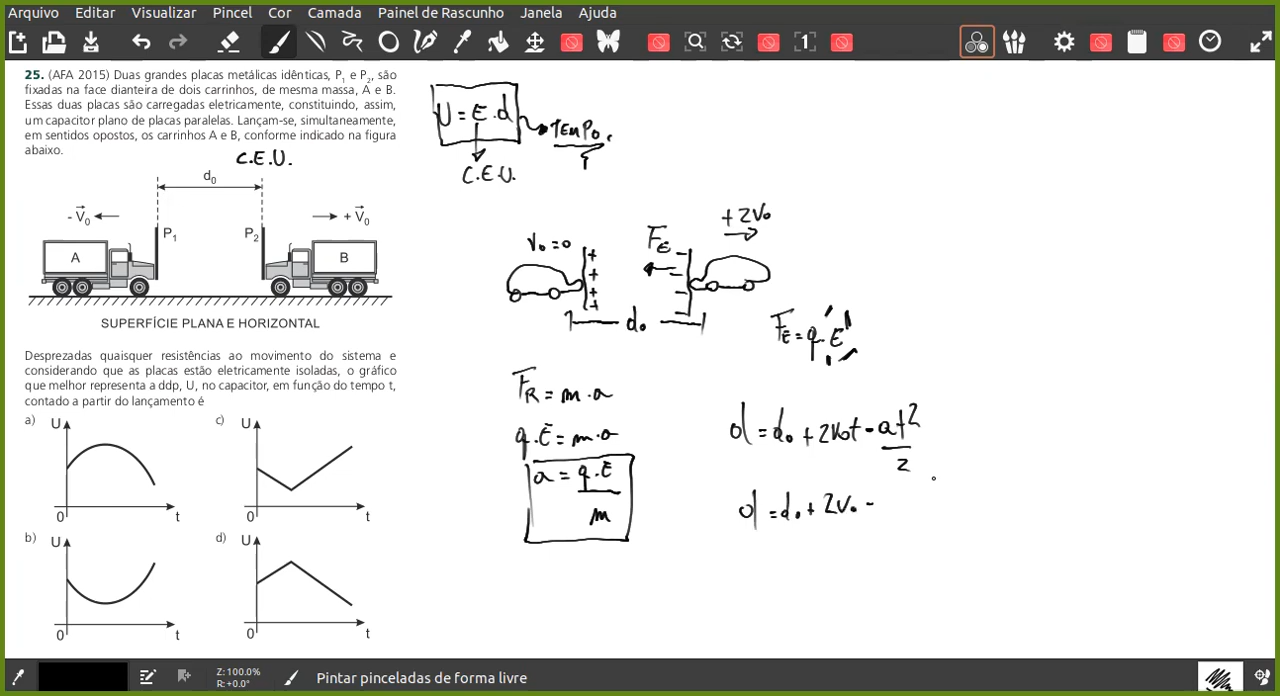 Arquivo Editar Visualizar Pincel Cor Camada Painel de Rascunho Janela Ajuda
25. (AFA 2015) Duas grandes placas metálicas idênticas, P1 e P2, são
fixadas na face dianteira de dois carrinhos, de mesma massa, A e B.
Essas duas placas são carregadas eletricamente, constituindo, assim,
um capacitor plano de placas paralelas. Lançam-se, simultaneamente,
em sentidos opostos, os carrinhos A e B, conforme indicado na figura
abaixo.
C.E.U.
d0
- V0
+ V0
P1
P2
A
B
SUPERFÍCIE PLANA E HORIZONTAL
Desprezadas quaisquer resistências ao movimento do sistema e
considerando que as placas estão eletricamente isoladas, o gráfico
que melhor representa a ddp, U, no capacitor, em função do tempo t,
contado a partir do lançamento é
a) U 0 t
c) U 0 t
b) U 0 t
d) U 0 t
U = E . d
TEMPO.
C.E.U.
V0 = 0
FE
+ 2V0
d0
FE = q . E
FR = m . a
q . E = m . a
a = q . E / m
d = d0 + 2V0t - at²/2
d = d0 + 2V0 -
Z: 100.0%
R: +0.0°
Pintar pinceladas de forma livre